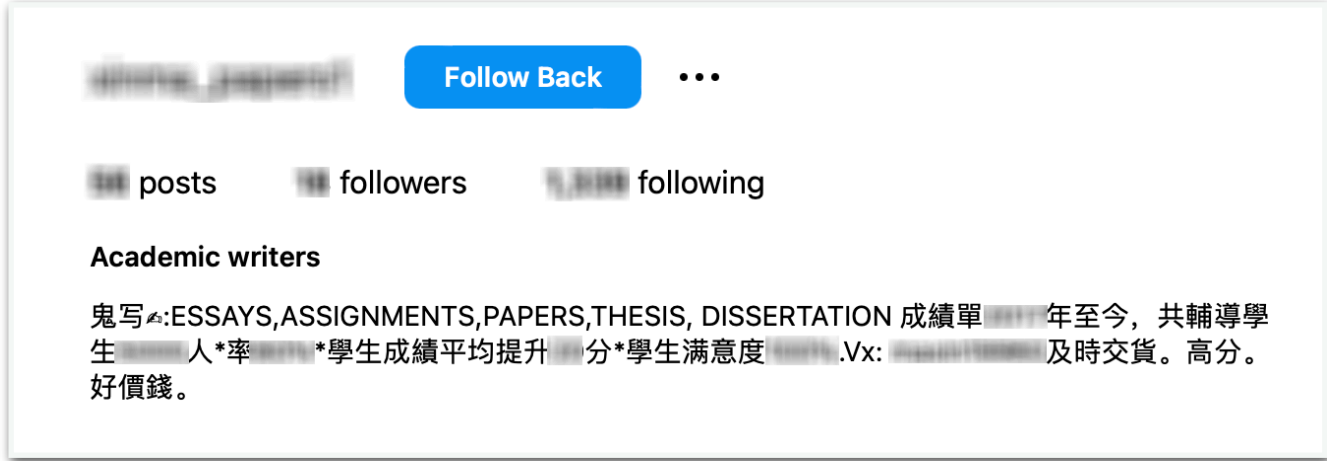 Follow Back
posts followers following
Academic writers
鬼写✍:ESSAYS,ASSIGNMENTS,PAPERS,THESIS, DISSERTATION 成績單 年至今，共輔導學
生 人*率 *學生成績平均提升 分*學生满意度 .Vx: 及時交貨。高分。
好價錢。